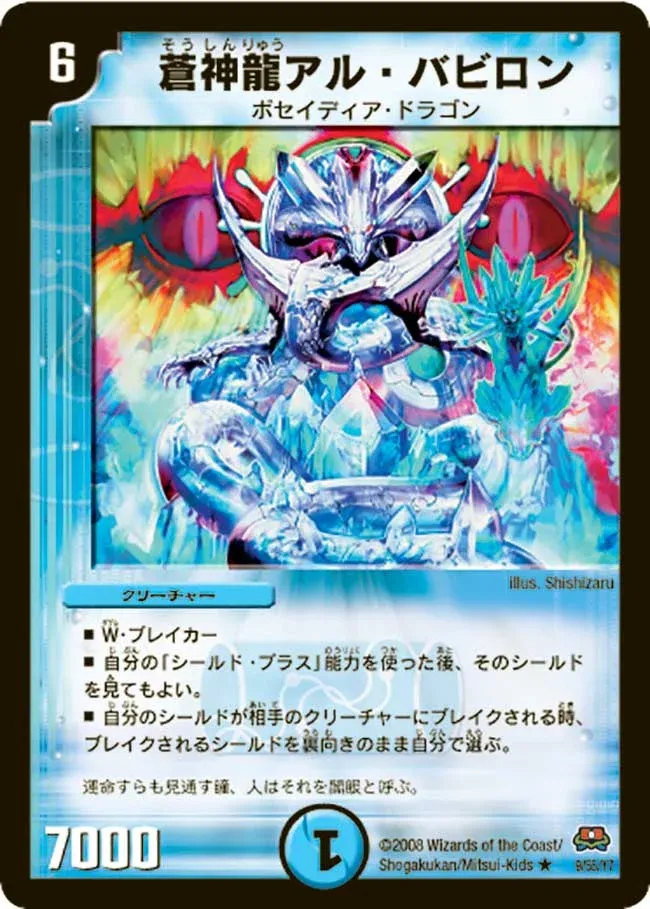 6
そうしんりゅう
蒼神龍アル・バビロン
ポセイディア・ドラゴン
illus. Shishizaru
クリーチャー
■ W・ブレイカー
■ 自分の「シールド・プラス」能力を使った後、そのシールド
を見てもよい。
■ 自分のシールドが相手のクリーチャーにブレイクされる時、
ブレイクされるシールドを裏向きのまま自分で選ぶ。
運命すらも見通す瞳、人はそれを開眼と呼ぶ。
7000
1
©2008 Wizards of the Coast/
Shogakukan/Mitsui-Kids ★
9/55/Y7